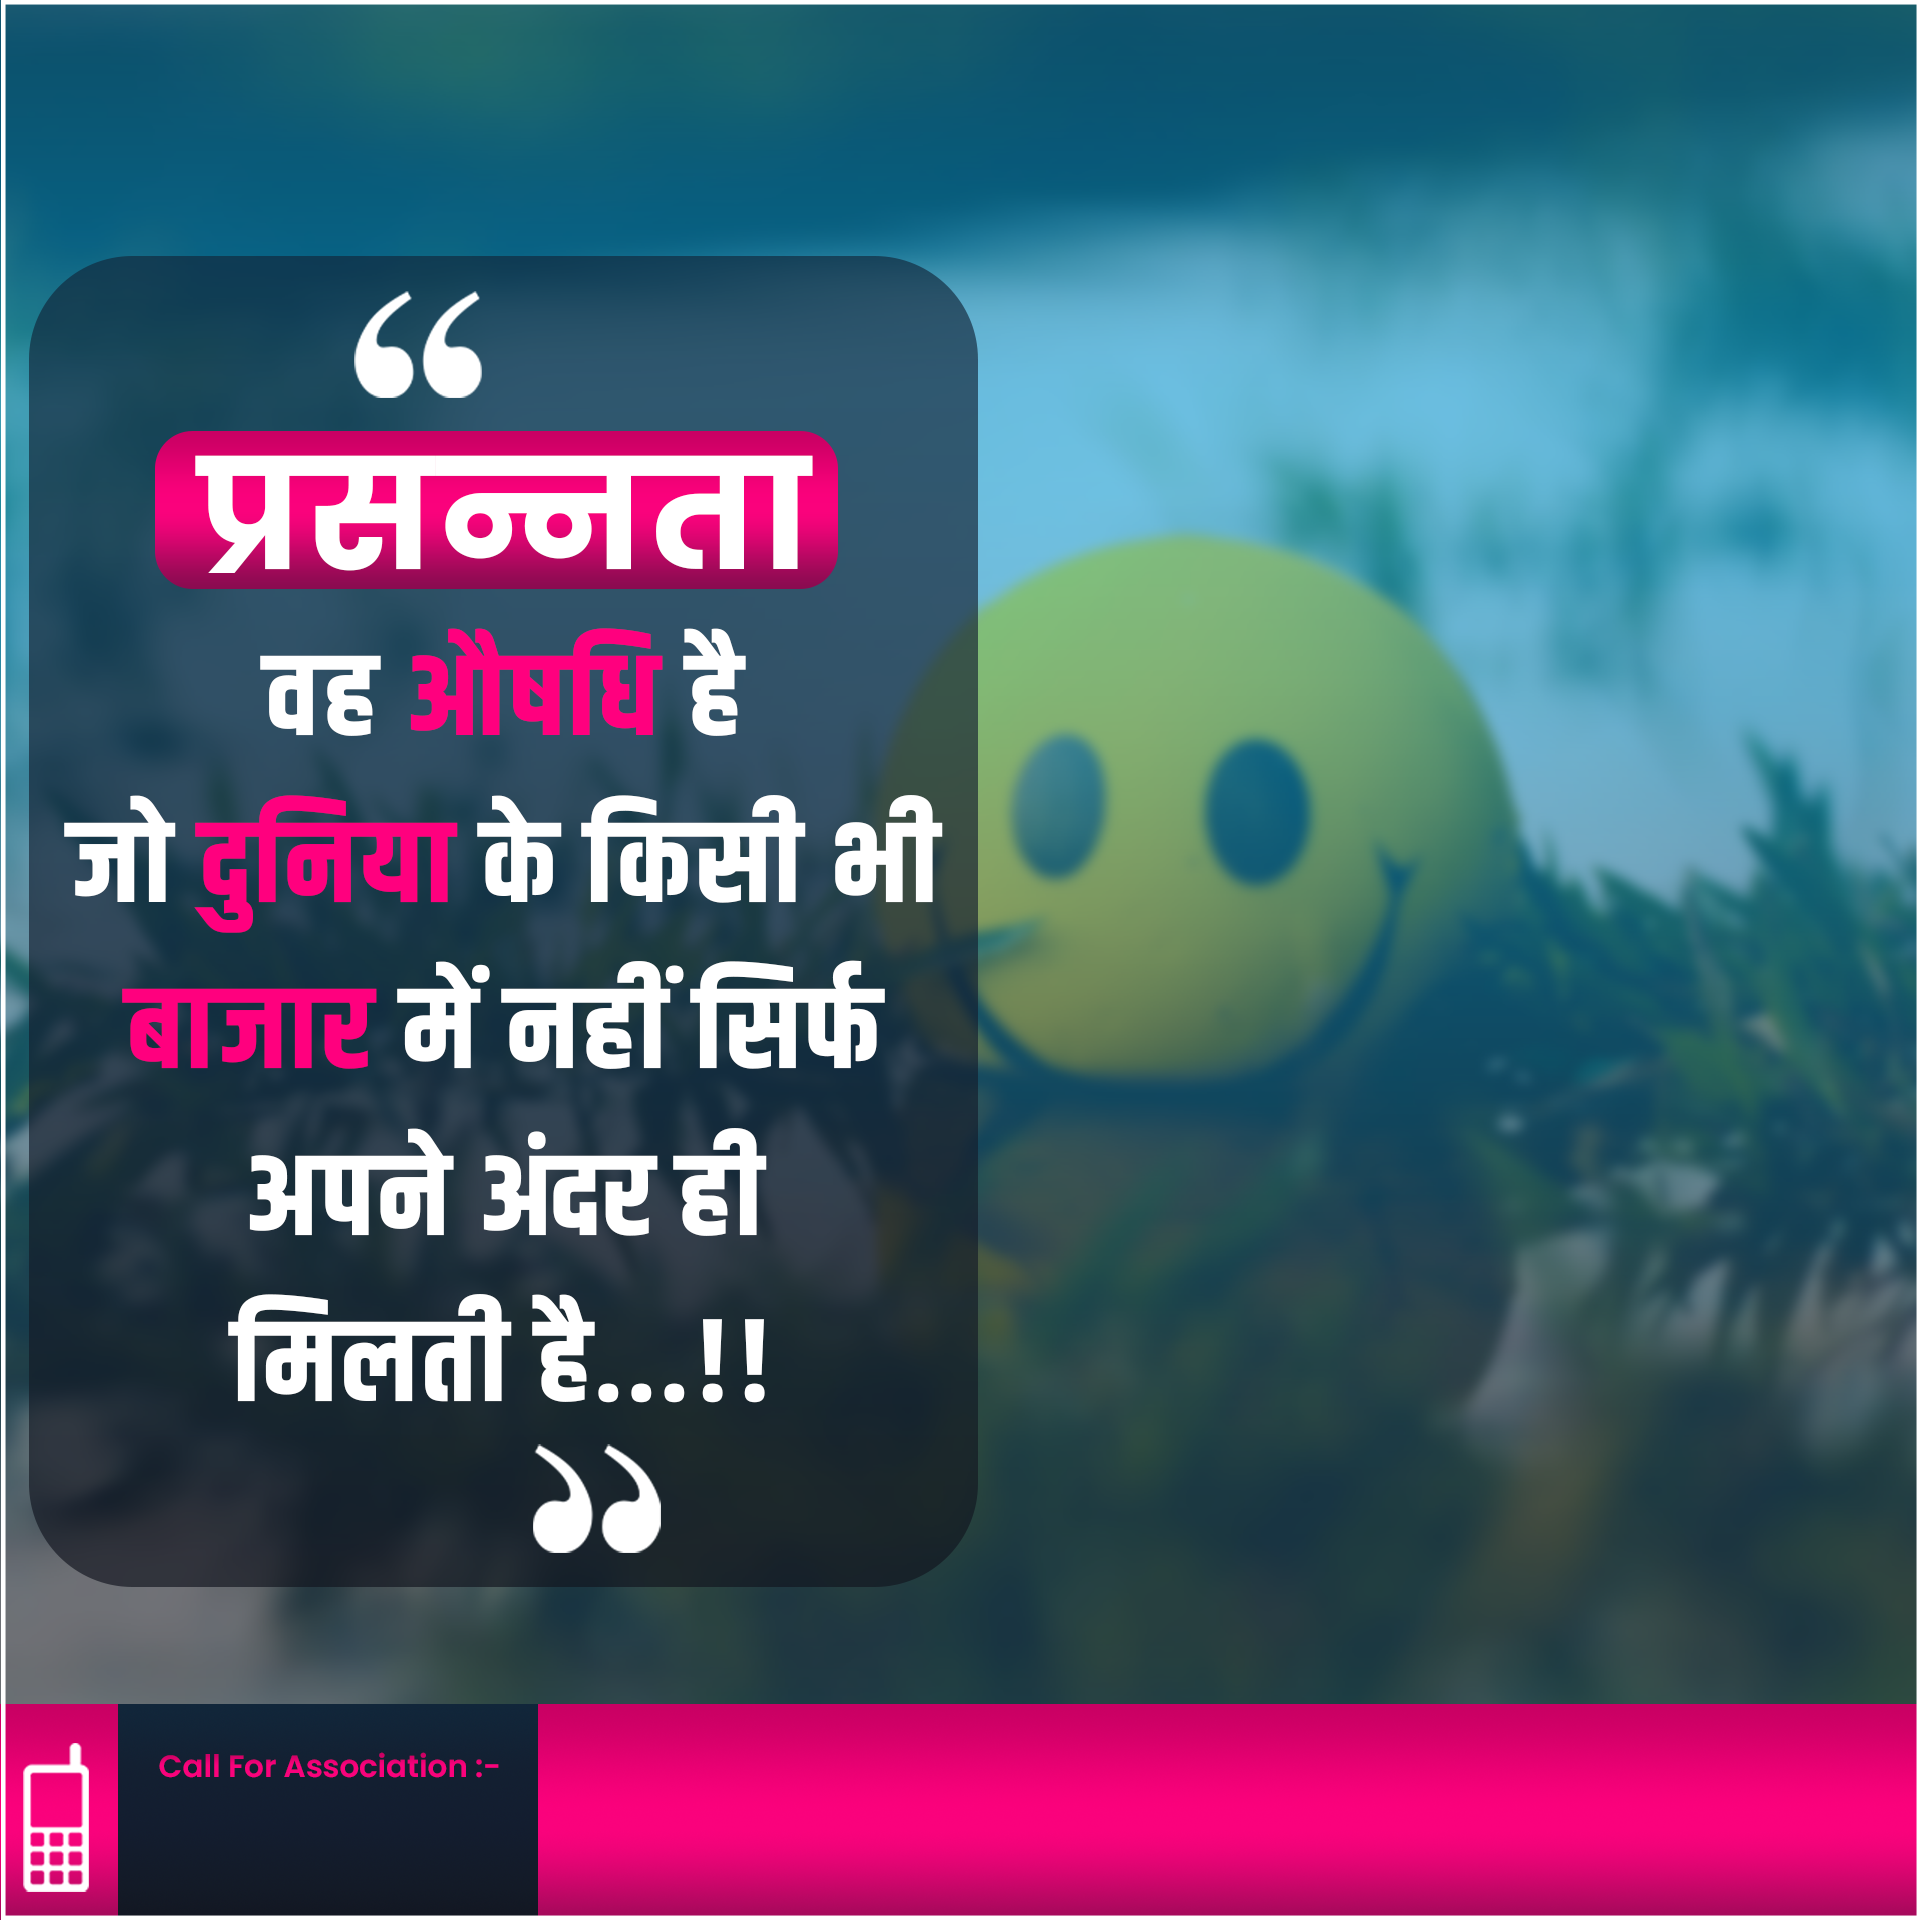 “
प्रसन्नता
वह औषधि है
जो दुनिया के किसी भी
बाजार में नहीं सिर्फ
अपने अंदर ही
मिलती है...!!
”
Call For Association :-